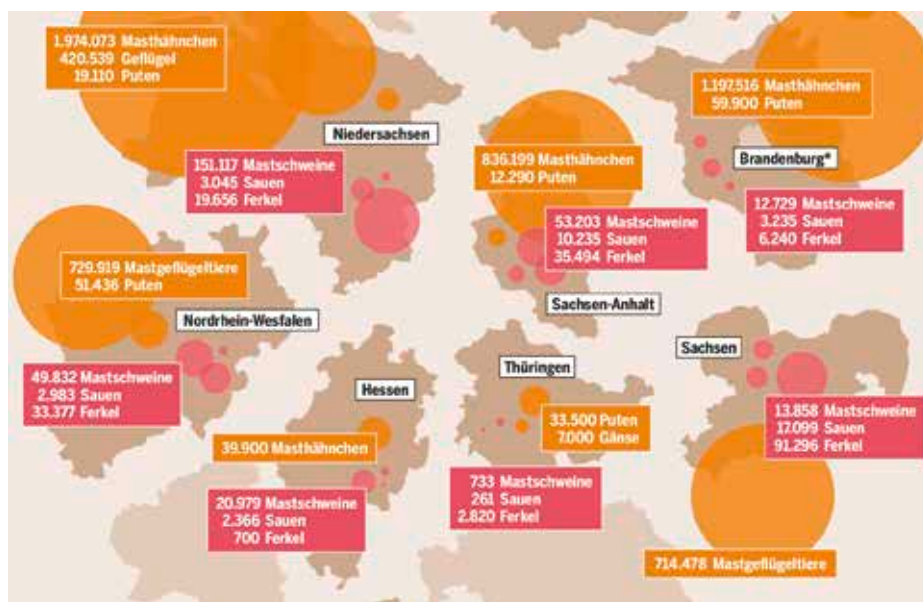 1.974.073 Masthähnchen
420.539 Geflügel
19.110 Puten
Niedersachsen
151.117 Mastschweine
3.045 Sauen
19.656 Ferkel
836.199 Masthähnchen
12.290 Puten
53.203 Mastschweine
10.235 Sauen
35.494 Ferkel
Sachsen-Anhalt
1.197.516 Masthähnchen
59.900 Puten
Brandenburg*
12.729 Mastschweine
3.235 Sauen
6.240 Ferkel
729.919 Mastgeflügeltiere
51.436 Puten
Nordrhein-Westfalen
49.832 Mastschweine
2.983 Sauen
33.377 Ferkel
Hessen
39.900 Masthähnchen
20.979 Mastschweine
2.366 Sauen
700 Ferkel
Thüringen
33.500 Puten
7.000 Gänse
733 Mastschweine
261 Sauen
2.820 Ferkel
Sachsen
13.858 Mastschweine
17.099 Sauen
91.296 Ferkel
714.478 Mastgeflügeltiere